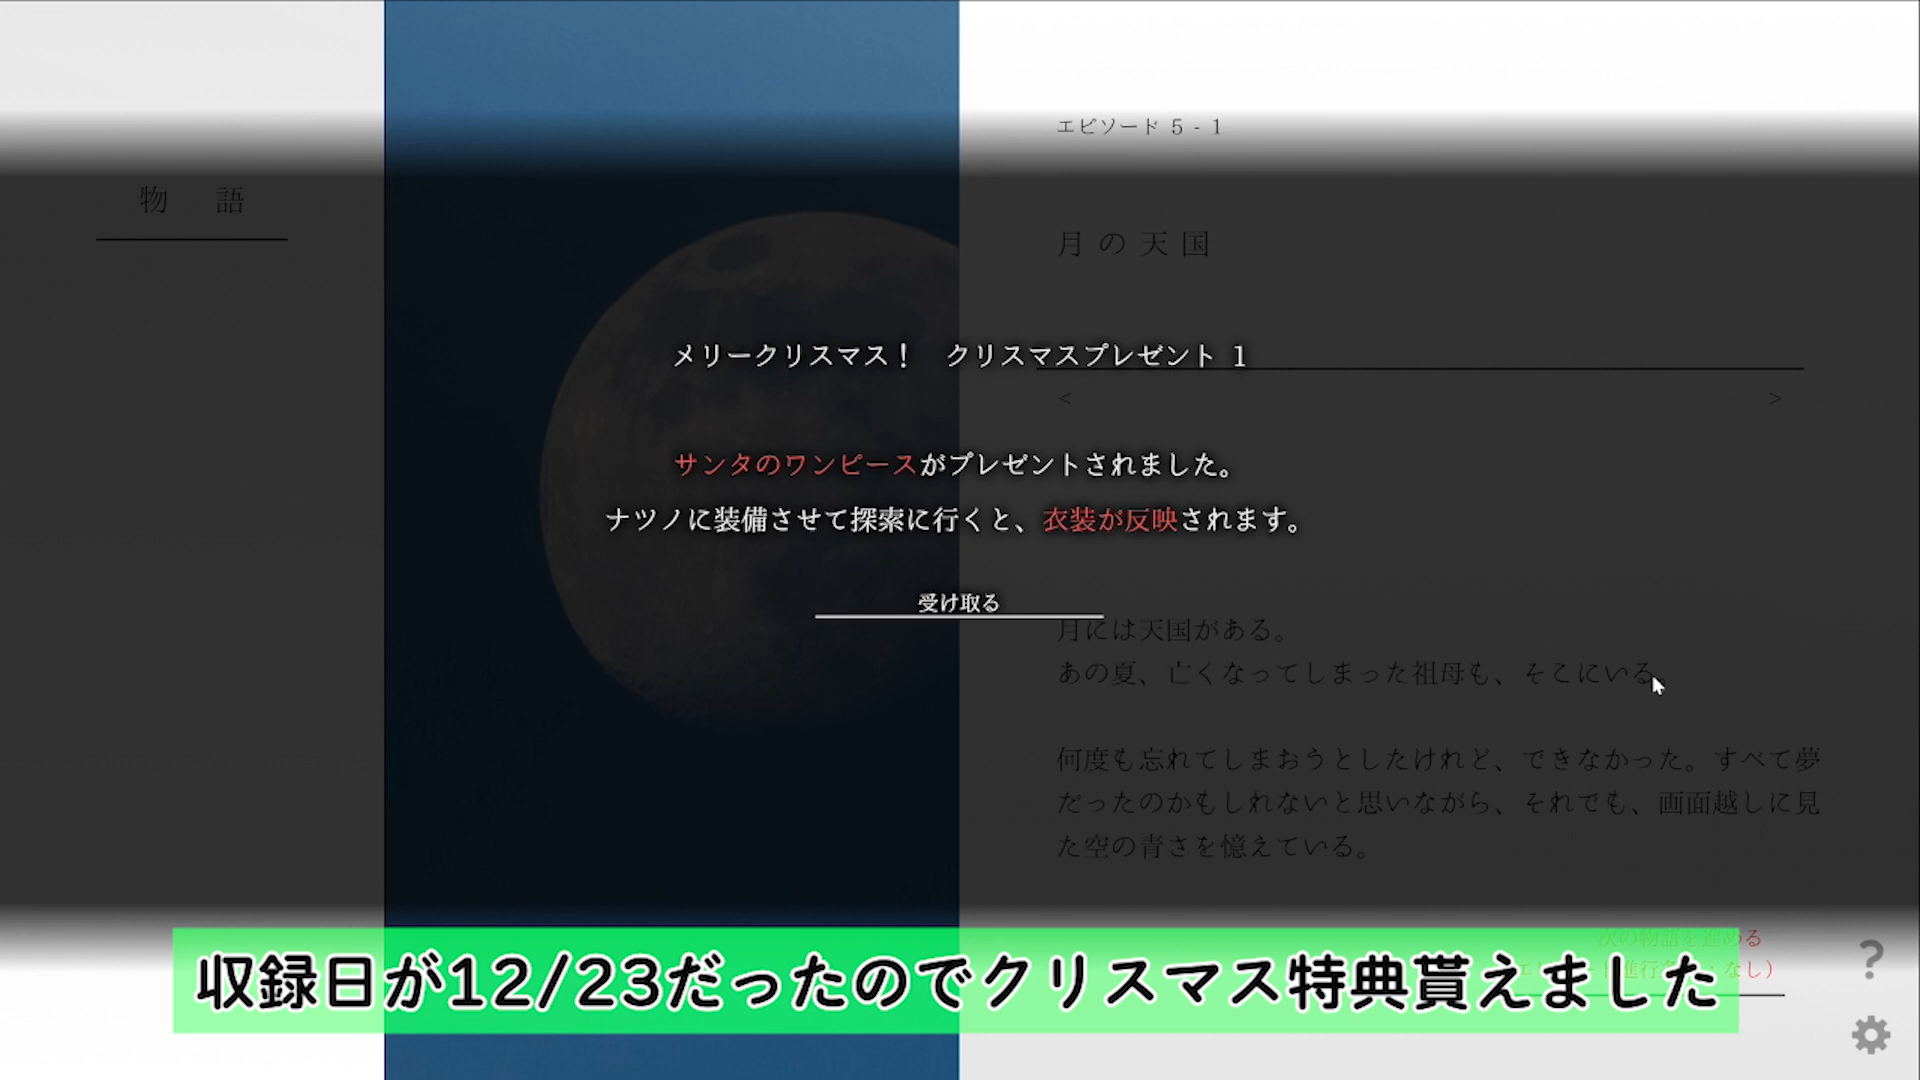 エピソード 5 - 1
物 語
月の天国
メリークリスマス！ クリスマスプレゼント 1
< >
サンタのワンピースがプレゼントされました。
ナツノに装備させて探索に行くと、衣装が反映されます。
受け取る
月には天国がある。
あの夏、亡くなってしまった祖母も、そこにいる
何度も忘れてしまおうとしたけれど、できなかった。すべて夢
だったのかもしれないと思いながら、それでも、画面越しに見
た空の青さを憶えている。
次の物語を進める
なし）
収録日が12/23だったのでクリスマス特典貰えました
?